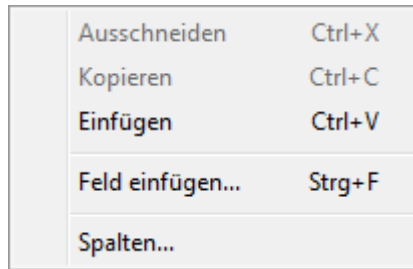 Ausschneiden Ctrl+X
Kopieren Ctrl+C
Einfügen Ctrl+V
Feld einfügen... Strg+F
Spalten...